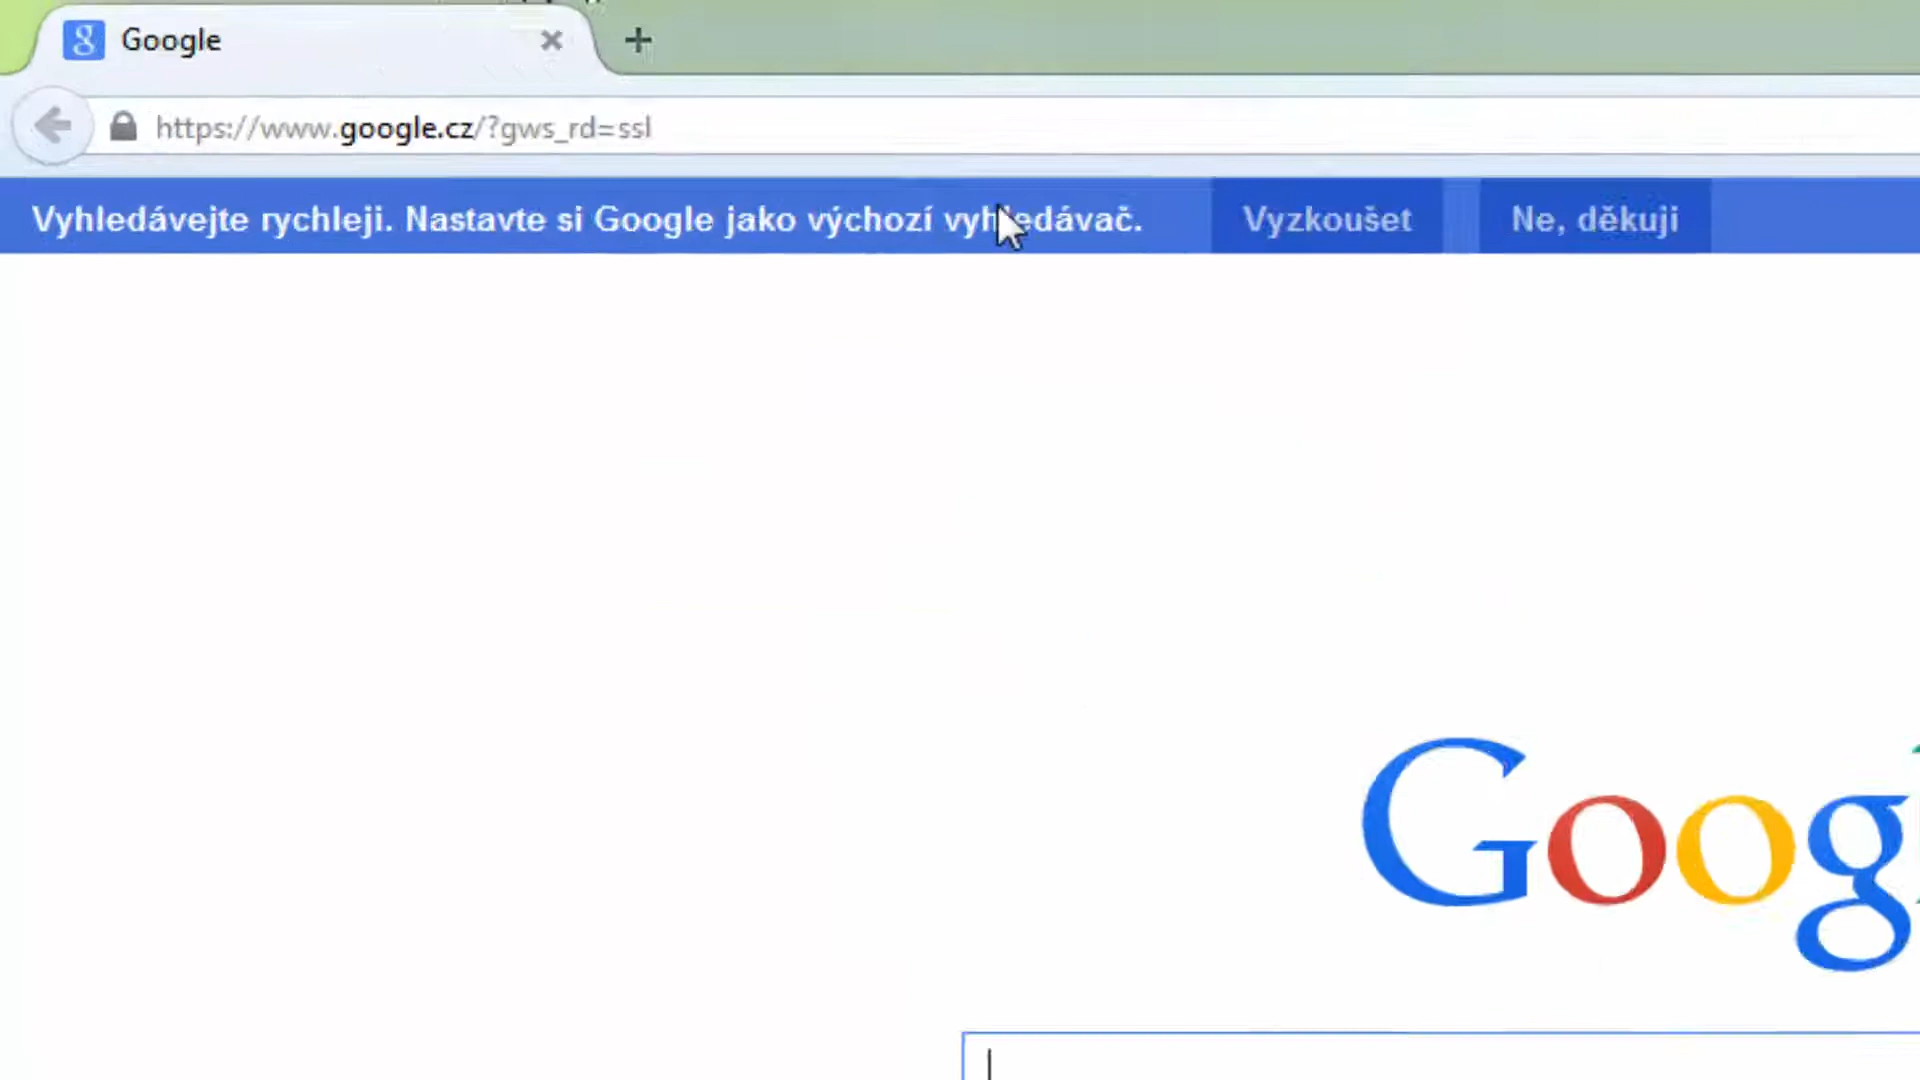 Google
https://www.google.cz/?gws_rd=ssl
Vyhledávejte rychleji. Nastavte si Google jako výchozí vyhledávač. Vyzkoušet Ne, děkuji
Goog